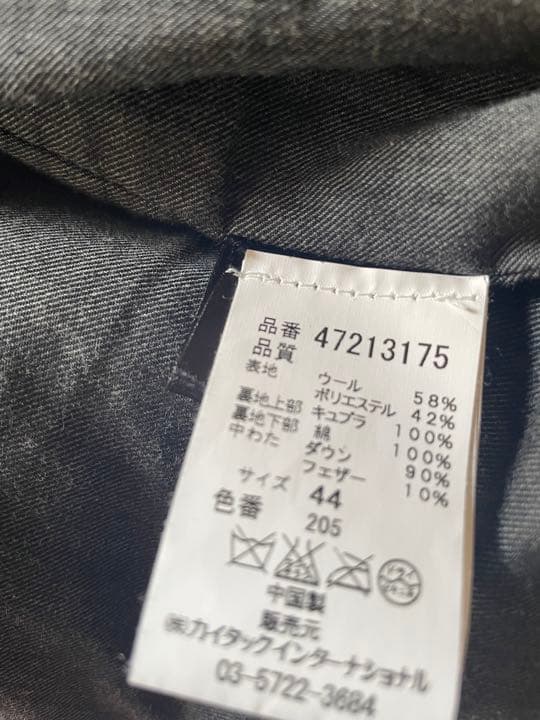 品番 47213175
品質
表地 ウール 58%
ポリエステル 42%
裏地上部 キュプラ 100%
裏地下部 綿 100%
中わた ダウン 90%
フェザー 10%
サイズ 44
色番 205
中国製
販売元
㈱カイタックインターナショナル
03-5722-3684